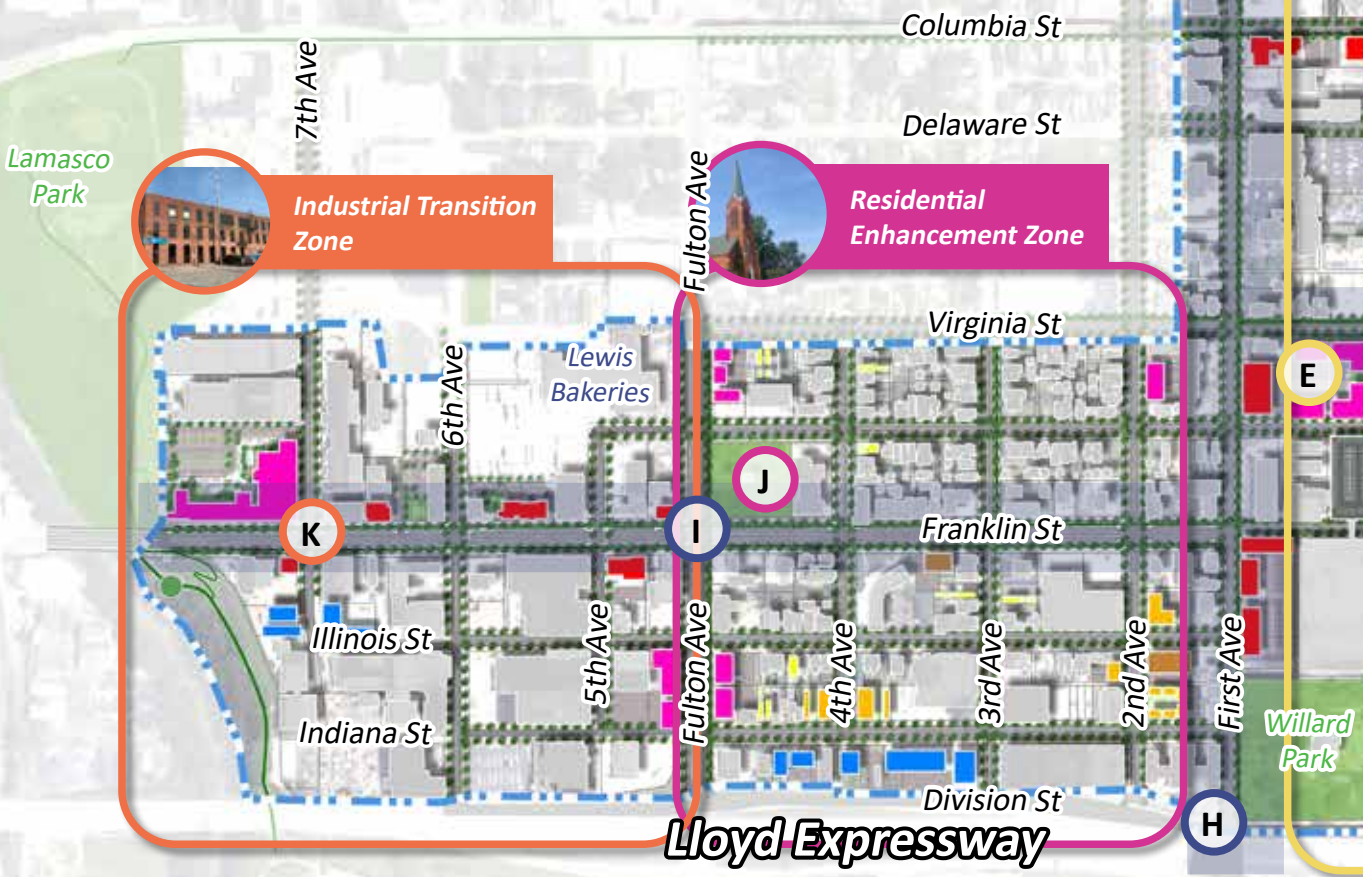 Columbia St
7th Ave
Delaware St
Lamasco
Park
Fulton Ave
Industrial Transition
Zone
Residential
Enhancement Zone
Virginia St
Lewis
Bakeries
6th Ave
E
J
K
I
Franklin St
Illinois St
5th Ave
Fulton Ave
4th Ave
3rd Ave
2nd Ave
First Ave
Indiana St
Willard
Park
Division St
H
Lloyd Expressway